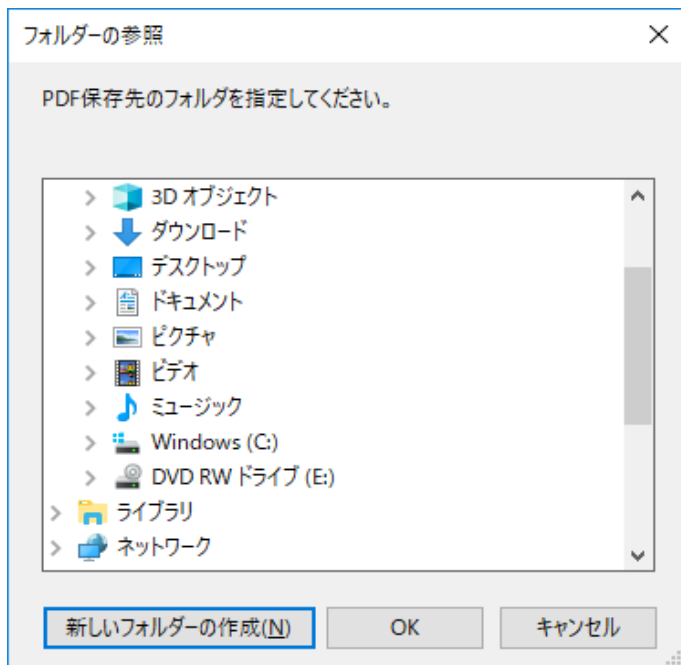 フォルダーの参照
PDF保存先のフォルダを指定してください。
3D オブジェクト
ダウンロード
デスクトップ
ドキュメント
ピクチャ
ビデオ
ミュージック
Windows (C:)
DVD RW ドライブ (E:)
ライブラリ
ネットワーク
新しいフォルダーの作成(N) OK キャンセル